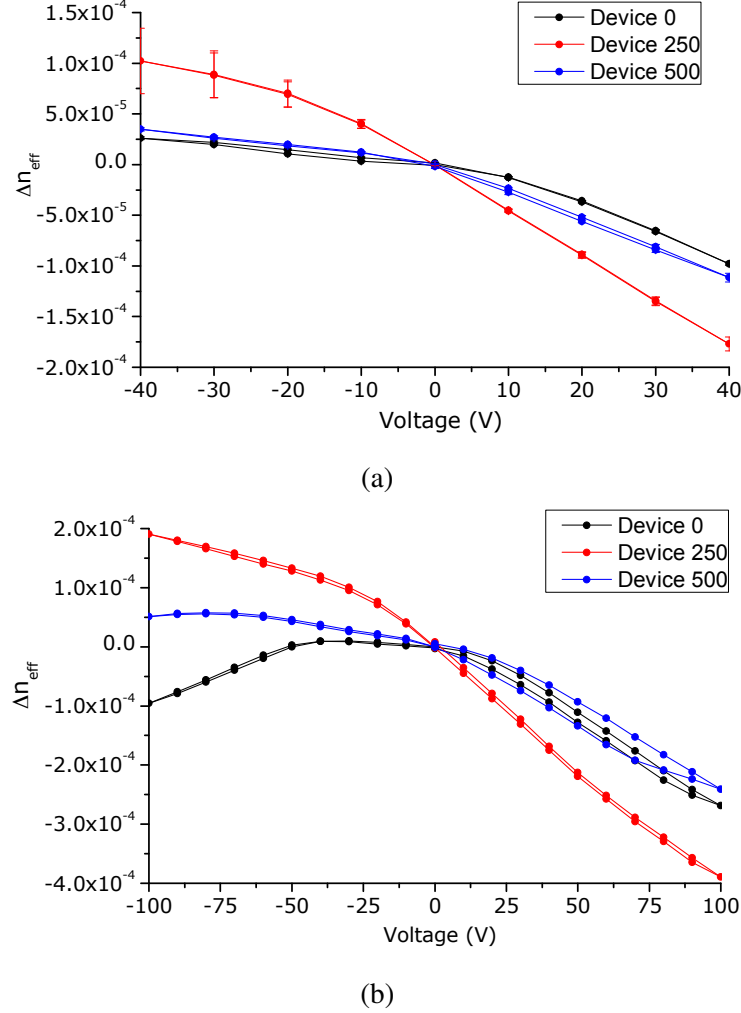 1.5x10⁻⁴
1.0x10⁻⁴
5.0x10⁻⁵
0.0
-5.0x10⁻⁵
-1.0x10⁻⁴
-1.5x10⁻⁴
-2.0x10⁻⁴
Δn_eff
Device 0
Device 250
Device 500
-40 -30 -20 -10 0 10 20 30 40
Voltage (V)
(a)
2.0x10⁻⁴
1.0x10⁻⁴
0.0
-1.0x10⁻⁴
-2.0x10⁻⁴
-3.0x10⁻⁴
-4.0x10⁻⁴
Δn_eff
Device 0
Device 250
Device 500
-100 -75 -50 -25 0 25 50 75 100
Voltage (V)
(b)